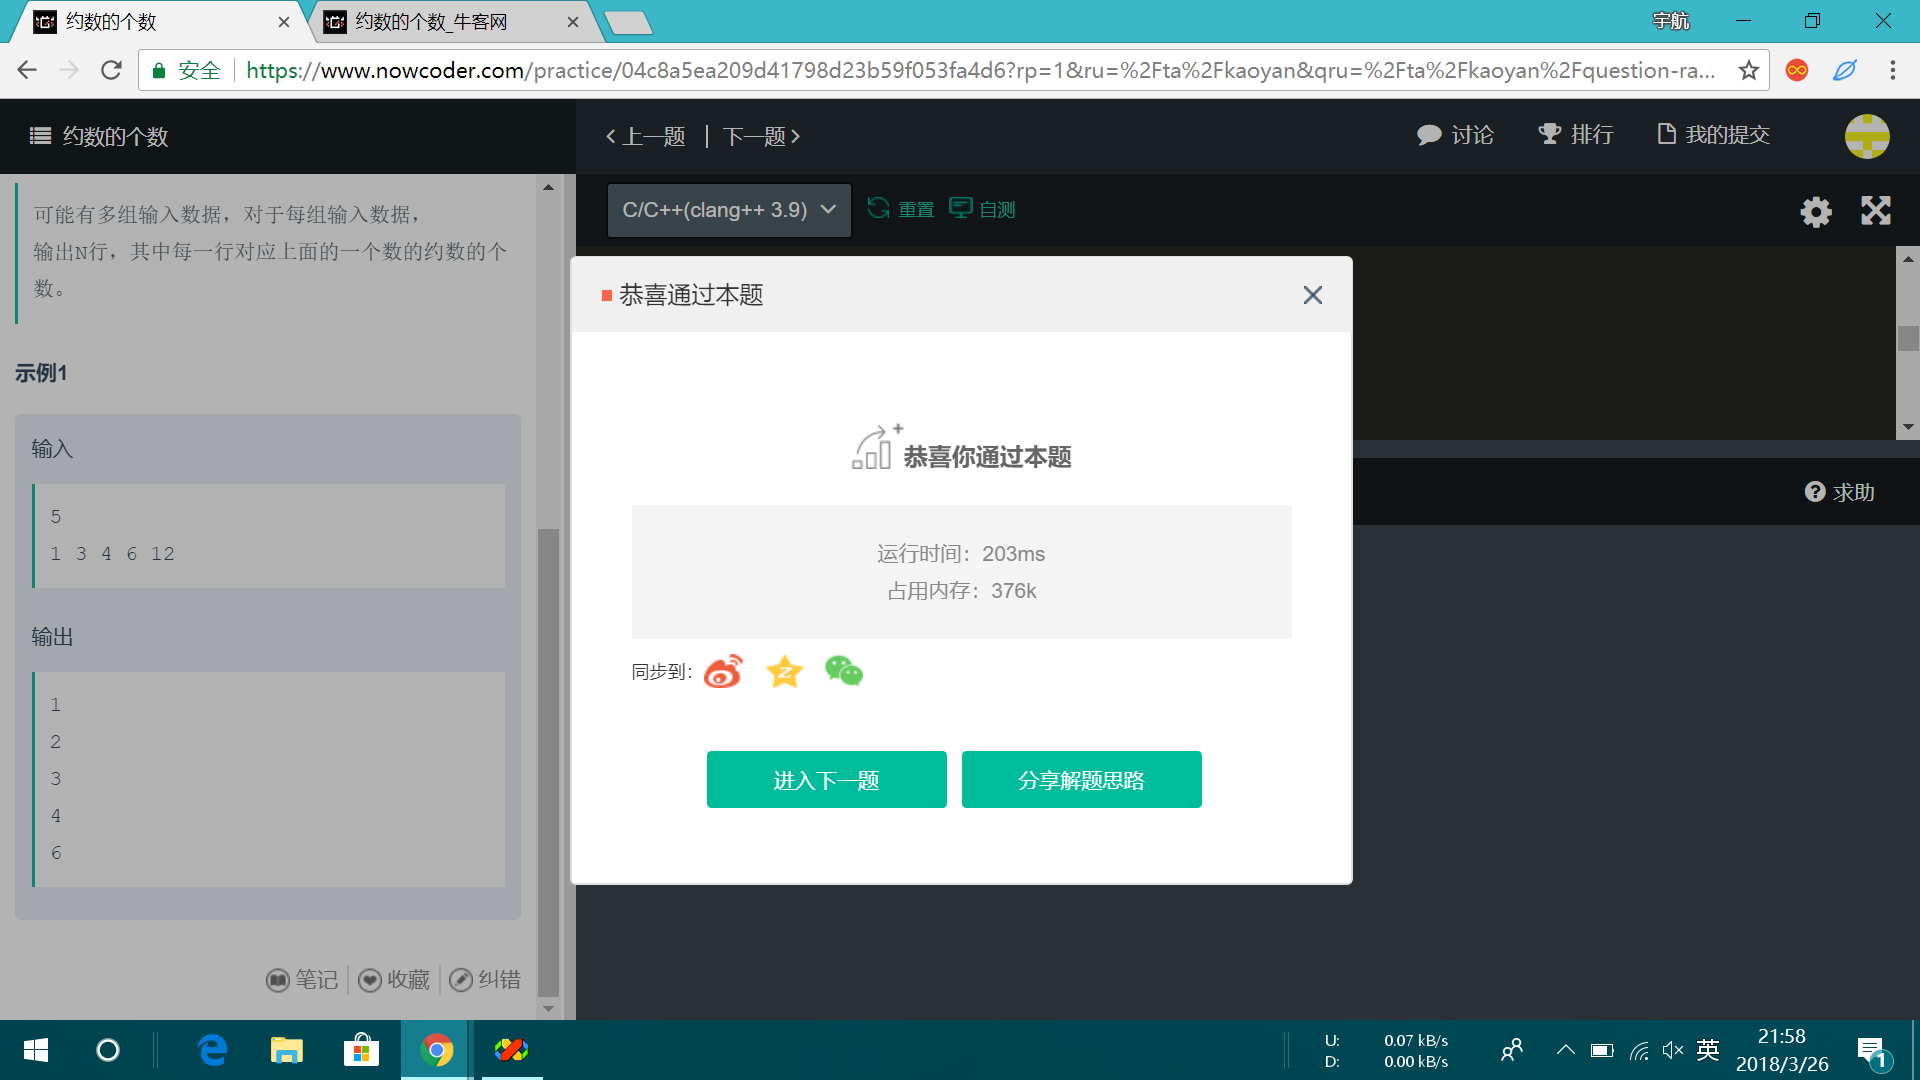 约数的个数
约数的个数_牛客网
宇航
安全
https://www.nowcoder.com/practice/04c8a5ea209d41798d23b59f053fa4d6?rp=1&ru=%2Fta%2Fkaoyan&qru=%2Fta%2Fkaoyan%2Fquestion-ra...
约数的个数
上一题
下一题
讨论
排行
我的提交
C/C++(clang++ 3.9)
重置
自测
可能有多组输入数据，对于每组输入数据，
输出N行，其中每一行对应上面的一个数的约数的个
数。
示例1
输入
5
1 3 4 6 12
输出
1
2
3
4
6
笔记
收藏
纠错
恭喜通过本题
恭喜你通过本题
运行时间：203ms
占用内存：376k
同步到：
进入下一题
分享解题思路
求助
U: 0.07 kB/s
D: 0.00 kB/s
英
21:58
2018/3/26
1